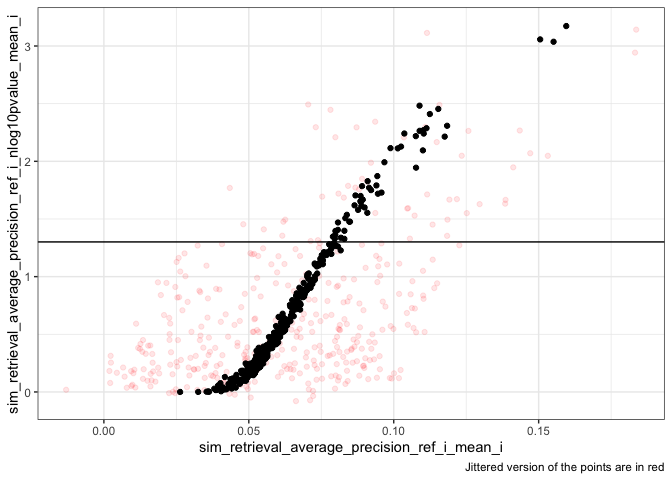 sim_retrieval_average_precision_ref_i_nlog10pvalue_mean_i
3
2
1
0
0.00 0.05 0.10 0.15
sim_retrieval_average_precision_ref_i_mean_i
Jittered version of the points are in red